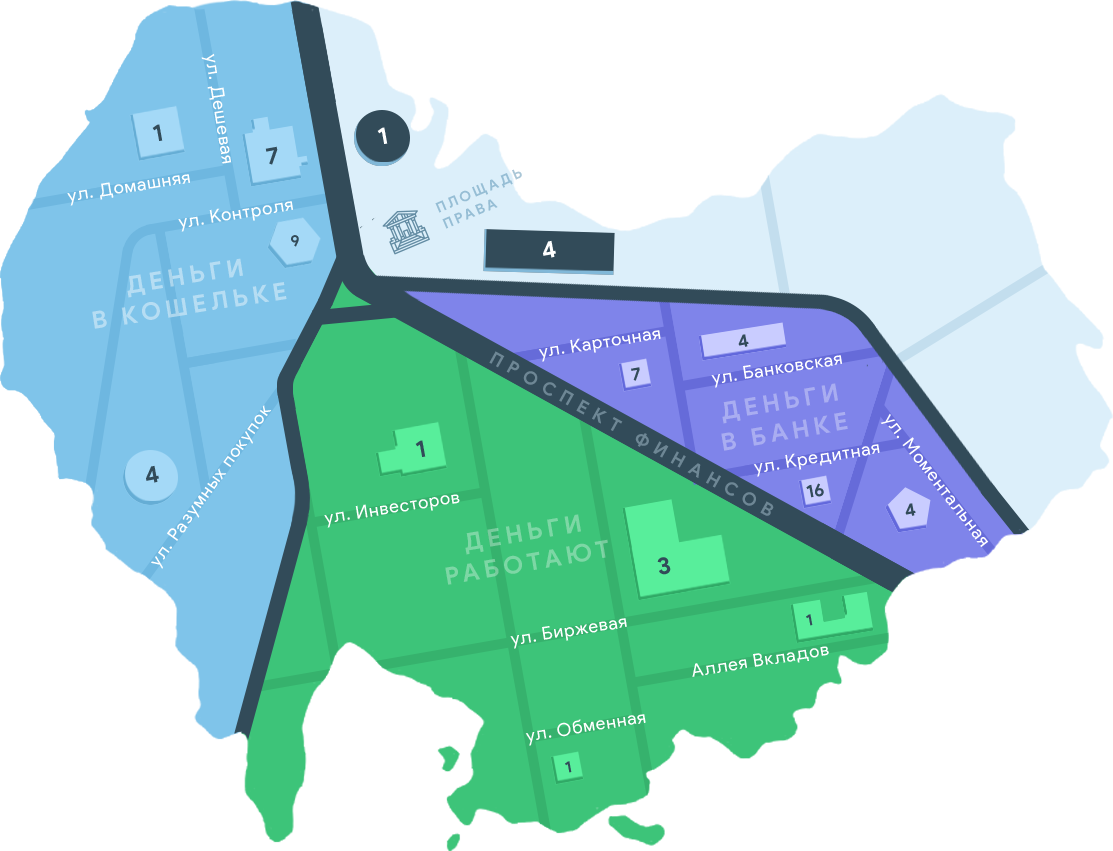 ул. Дешевая
1
7
1
ул. Домашняя
ПЛОЩАДЬ
ПРАВА
ул. Контроля
9
4
ДЕНЬГИ
В КОШЕЛЬКЕ
ул. Карточная
4
7
ул. Банковская
ПРОСПЕКТ ФИНАНСОВ
ДЕНЬГИ
В БАНКЕ
ул. Разумных покупок
4
1
ул. Кредитная
16
ул. Моментальная
4
ул. Инвесторов
ДЕНЬГИ
РАБОТАЮТ
3
1
ул. Биржевая
Аллея Вкладов
ул. Обменная
1